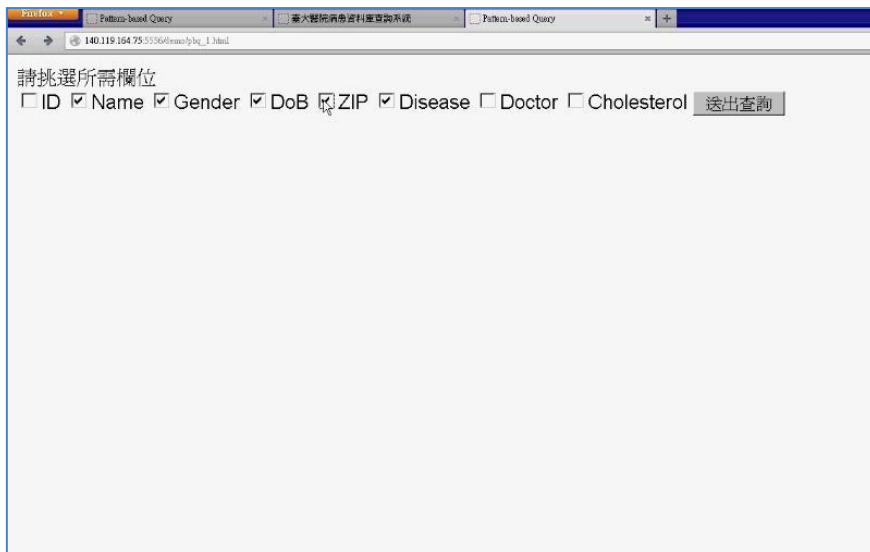 Firefox
Pattern-based Query
臺大醫院病患資料庫查詢系統
Pattern-based Query
140.119.164.75:5556/demo/pbq_1.html
請挑選所需欄位
ID Name Gender DoB ZIP Disease Doctor Cholesterol 送出查詢